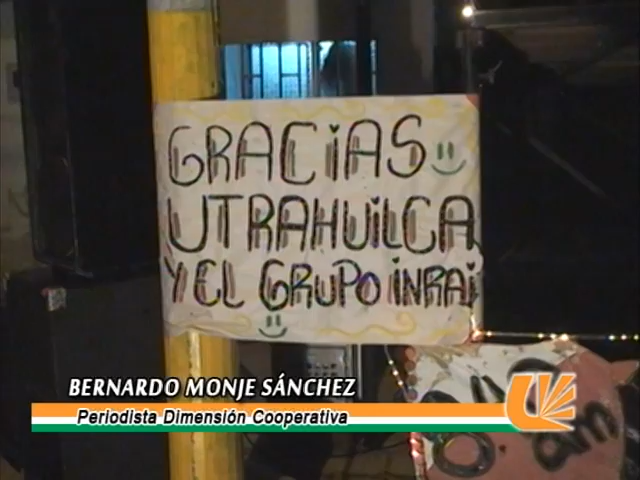 GRACIAS
UTRAHUILCA
Y EL GRUPO INRAI
BERNARDO MONJE SÁNCHEZ
Periodista Dimensión Cooperativa